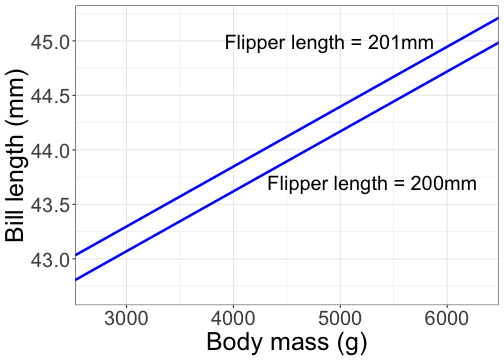 Bill length (mm)
45.0
44.5
44.0
43.5
43.0
Flipper length = 201mm
Flipper length = 200mm
3000 4000 5000 6000
Body mass (g)